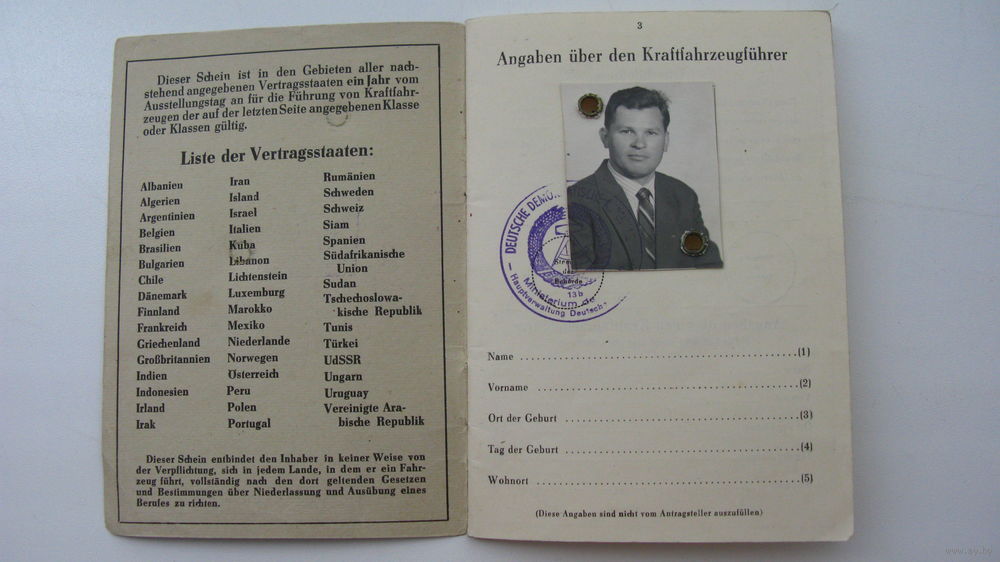 Dieser Schein ist in den Gebieten aller nach-
stehend angegebenen Vertragsstaaten ein Jahr vom
Ausstellungstag an für die Führung von Kraftfahr-
zeugen der auf der letzten Seite angegebenen Klasse
oder Klassen gültig.
Liste der Vertragsstaaten:
Albanien
Algerien
Argentinien
Belgien
Brasilien
Bulgarien
Chile
Dänemark
Finnland
Frankreich
Griechenland
Großbritannien
Indien
Indonesien
Irland
Irak
Iran
Island
Israel
Italien
Kuba
Libanon
Lichtenstein
Luxemburg
Marokko
Mexiko
Niederlande
Norwegen
Österreich
Peru
Polen
Portugal
Rumänien
Schweden
Schweiz
Siam
Spanien
Südafrikanische
Union
Sudan
Tschechoslowa-
kische Republik
Tunis
Türkei
UdSSR
Ungarn
Uruguay
Vereinigte Ara-
bische Republik
Dieser Schein entbindet den Inhaber in keiner Weise von
der Verpflichtung, sich in jedem Lande, in dem er ein Fahr-
zeug führt, vollständig nach den dort geltenden Gesetzen
und Bestimmungen über Niederlassung und Ausübung eines
Berufes zu richten.
3
Angaben über den Kraftfahrzeugführer
DEUTSCHE
Ministerium de
Hauptverwaltung Deutsch
13b
der
Behörde
Name (1)
Vorname (2)
Ort der Geburt (3)
Tag der Geburt (4)
Wohnort (5)
(Diese Angaben sind nicht vom Antragsteller auszufüllen)
www.ay.by